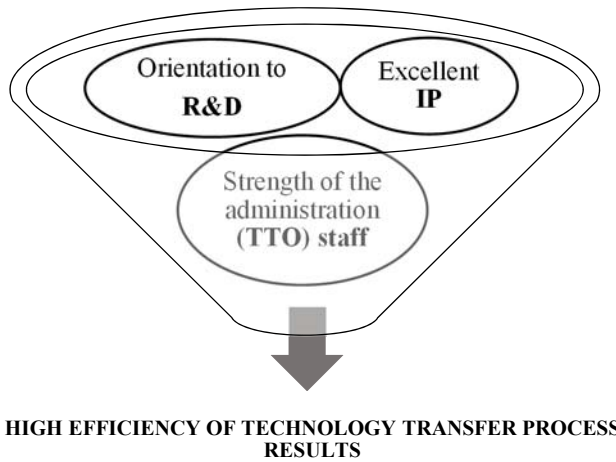 Orientation to
R&D
Excellent
IP
Strength of the
administration
(TTO) staff
HIGH EFFICIENCY OF TECHNOLOGY TRANSFER PROCESS
RESULTS